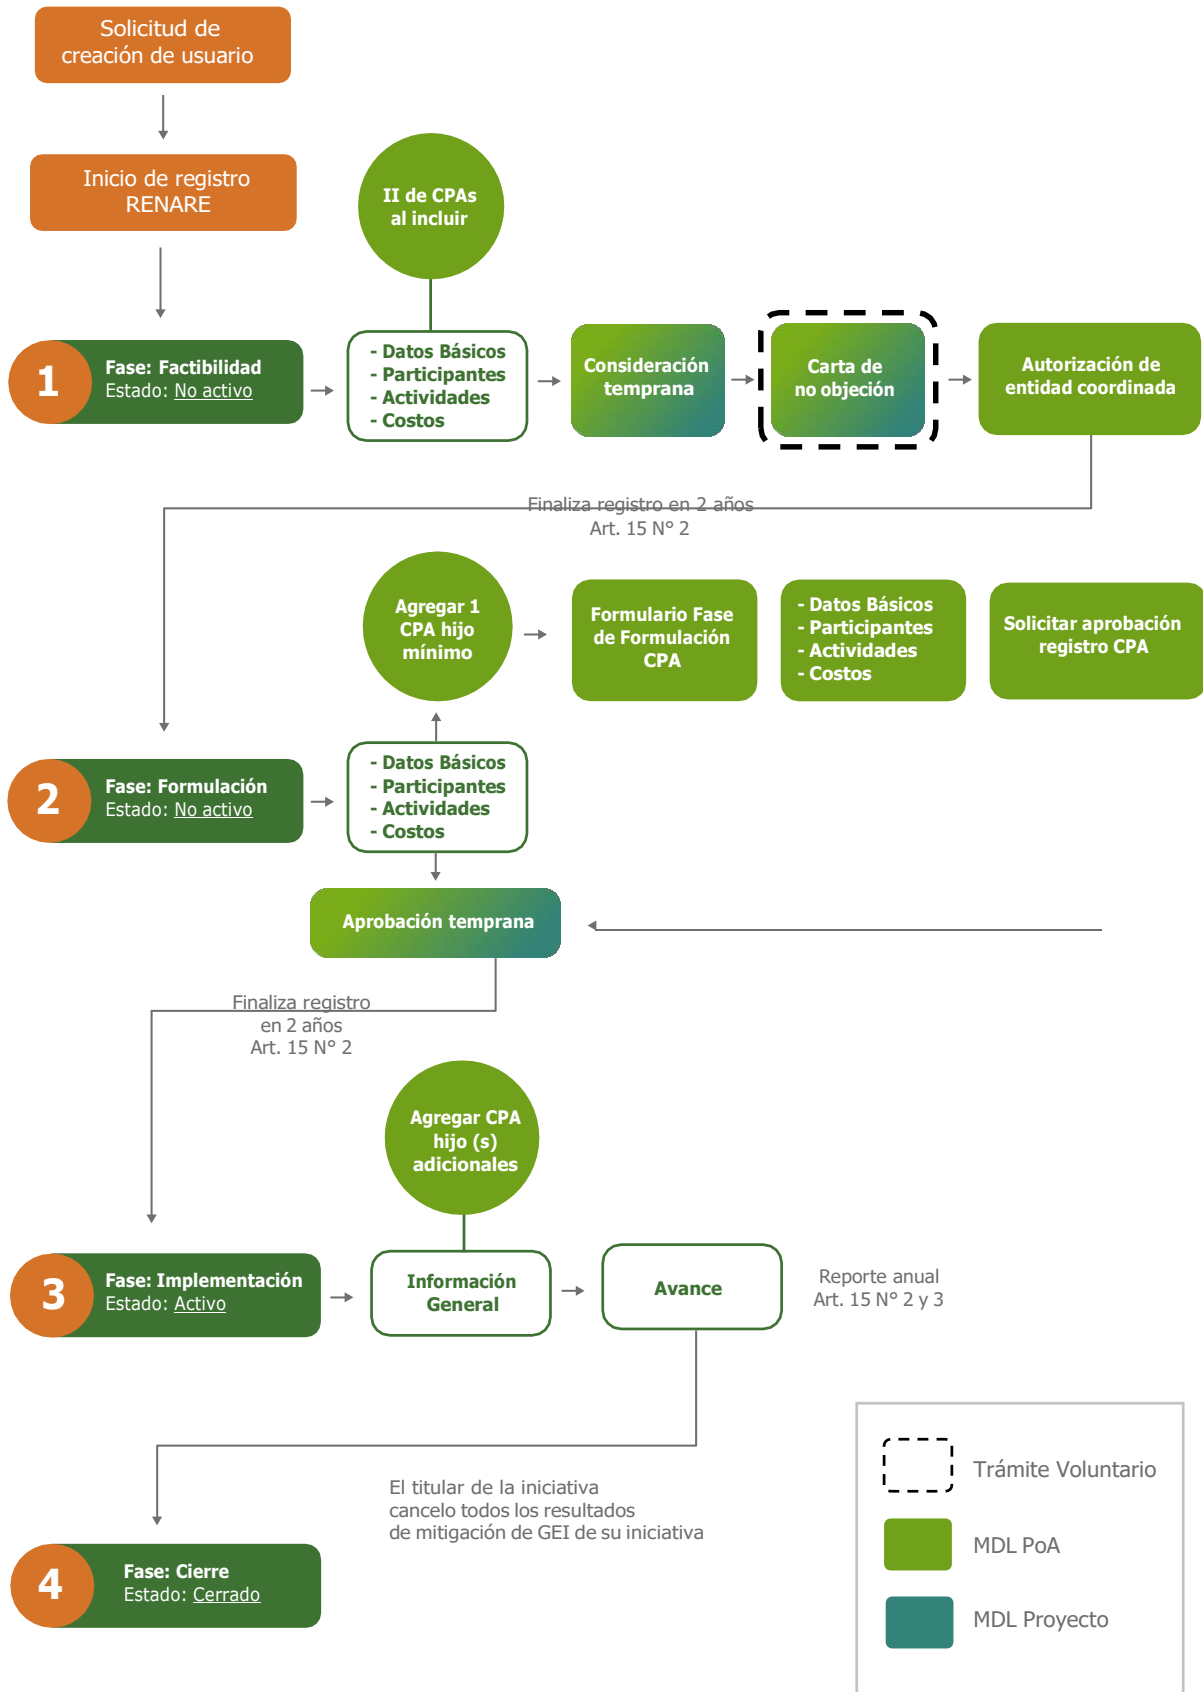 Solicitud de
creación de usuario
Inicio de registro
RENARE
II de CPAs
al incluir
1
Fase: Factibilidad
Estado: No activo
- Datos Básicos
- Participantes
- Actividades
- Costos
Consideración
temprana
Carta de
no objeción
Autorización de
entidad coordinada
Finaliza registro en 2 años
Art. 15 N° 2
Agregar 1
CPA hijo
mínimo
Formulario Fase
de Formulación
CPA
- Datos Básicos
- Participantes
- Actividades
- Costos
Solicitar aprobación
registro CPA
2
Fase: Formulación
Estado: No activo
- Datos Básicos
- Participantes
- Actividades
- Costos
Aprobación temprana
Finaliza registro
en 2 años
Art. 15 N° 2
Agregar CPA
hijo (s)
adicionales
3
Fase: Implementación
Estado: Activo
Información
General
Avance
Reporte anual
Art. 15 N° 2 y 3
El titular de la iniciativa
cancelo todos los resultados
de mitigación de GEI de su iniciativa
4
Fase: Cierre
Estado: Cerrado
Trámite Voluntario
MDL PoA
MDL Proyecto